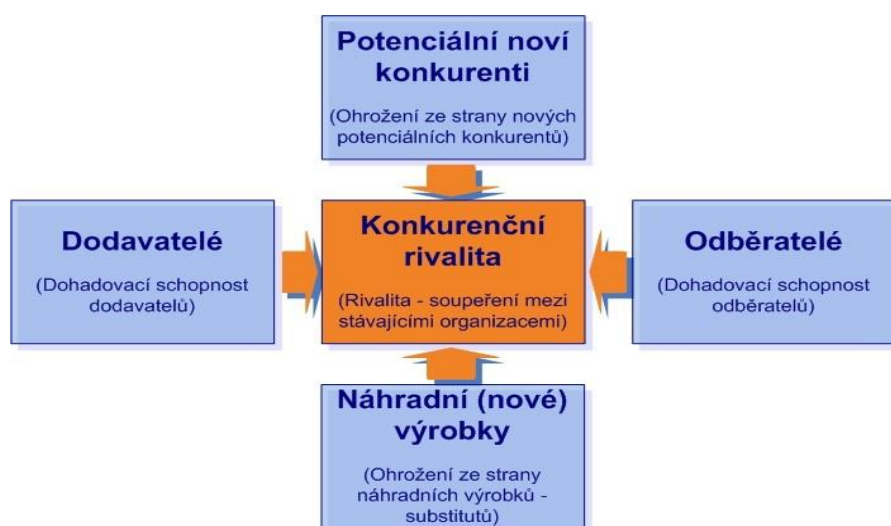 Potenciální noví
konkurenti
(Ohrožení ze strany nových
potenciálních konkurentů)
Dodavatelé
(Dohadovací schopnost
dodavatelů)
Konkurenční
rivalita
(Rivalita - soupeření mezi
stávajícími organizacemi)
Odběratelé
(Dohadovací schopnost
odběratelů)
Náhradní (nové)
výrobky
(Ohrožení ze strany
náhradních výrobků -
substitutů)